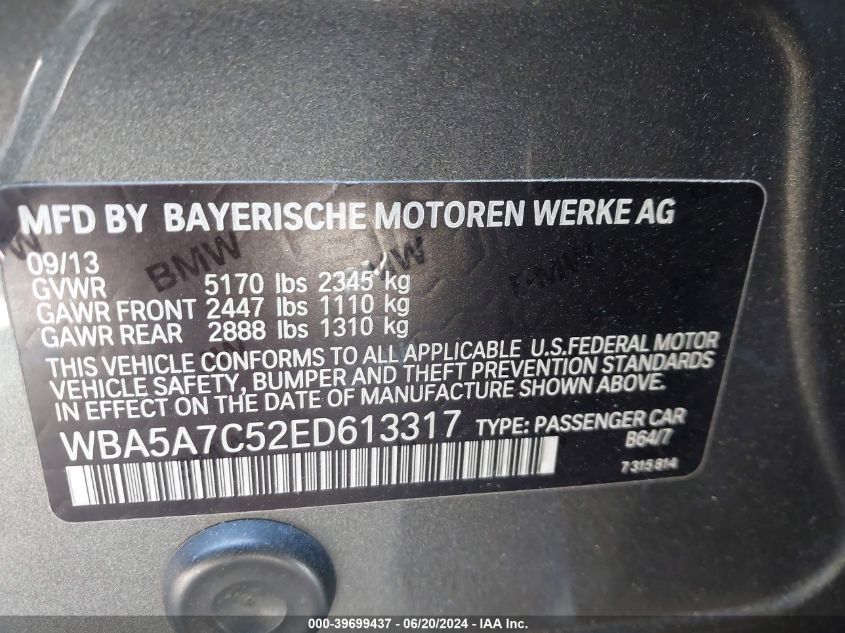 MFD BY BAYERISCHE MOTOREN WERKE AG
09/13
GVWR 5170 lbs 2345 kg
GAWR FRONT 2447 lbs 1110 kg
GAWR REAR 2888 lbs 1310 kg
THIS VEHICLE CONFORMS TO ALL APPLICABLE U.S.FEDERAL MOTOR
VEHICLE SAFETY, BUMPER AND THEFT PREVENTION STANDARDS
IN EFFECT ON THE DATE OF MANUFACTURE SHOWN ABOVE.
WBA5A7C52ED613317 TYPE: PASSENGER CAR
B64/7
7 315 814
BMW
BMW
000-39699437 - 06/20/2024 - IAA Inc.